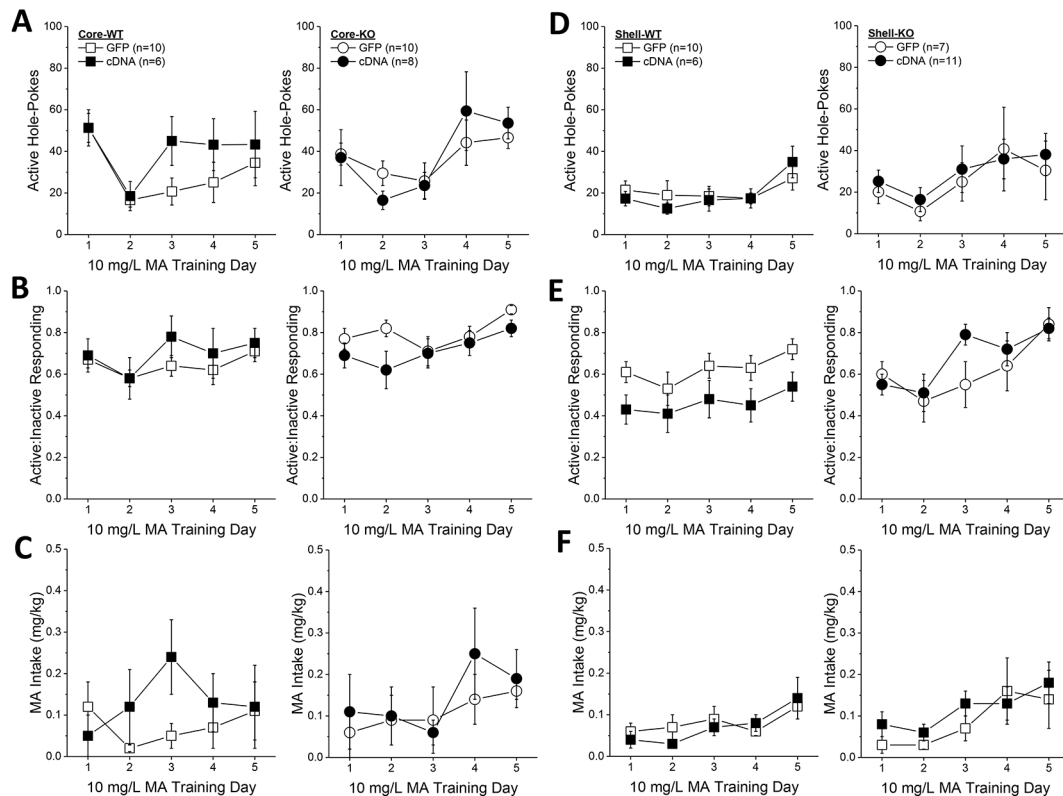 A
Core-WT
GFP (n=10)
cDNA (n=6)
Active Hole-Pokes
100
80
60
40
20
0
1 2 3 4 5
10 mg/L MA Training Day
Core-KO
GFP (n=10)
cDNA (n=8)
Active Hole-Pokes
100
80
60
40
20
0
1 2 3 4 5
10 mg/L MA Training Day
D
Shell-WT
GFP (n=10)
cDNA (n=6)
Active Hole-Pokes
100
80
60
40
20
0
1 2 3 4 5
10 mg/L MA Training Day
Shell-KO
GFP (n=7)
cDNA (n=11)
Active Hole-Pokes
100
80
60
40
20
0
1 2 3 4 5
10 mg/L MA Training Day
B
Active:Inactive Responding
1.0
0.8
0.6
0.4
0.2
0.0
1 2 3 4 5
10 mg/L MA Training Day
Active:Inactive Responding
1.0
0.8
0.6
0.4
0.2
0.0
1 2 3 4 5
10 mg/L MA Training Day
E
Active:Inactive Responding
1.0
0.8
0.6
0.4
0.2
0.0
1 2 3 4 5
10 mg/L MA Training Day
Active:Inactive Responding
1.0
0.8
0.6
0.4
0.2
0.0
1 2 3 4 5
10 mg/L MA Training Day
C
MA Intake (mg/kg)
0.5
0.4
0.3
0.2
0.1
0.0
1 2 3 4 5
10 mg/L MA Training Day
MA Intake (mg/kg)
0.5
0.4
0.3
0.2
0.1
0.0
1 2 3 4 5
10 mg/L MA Training Day
F
MA Intake (mg/kg)
0.5
0.4
0.3
0.2
0.1
0.0
1 2 3 4 5
10 mg/L MA Training Day
MA Intake (mg/kg)
0.5
0.4
0.3
0.2
0.1
0.0
1 2 3 4 5
10 mg/L MA Training Day